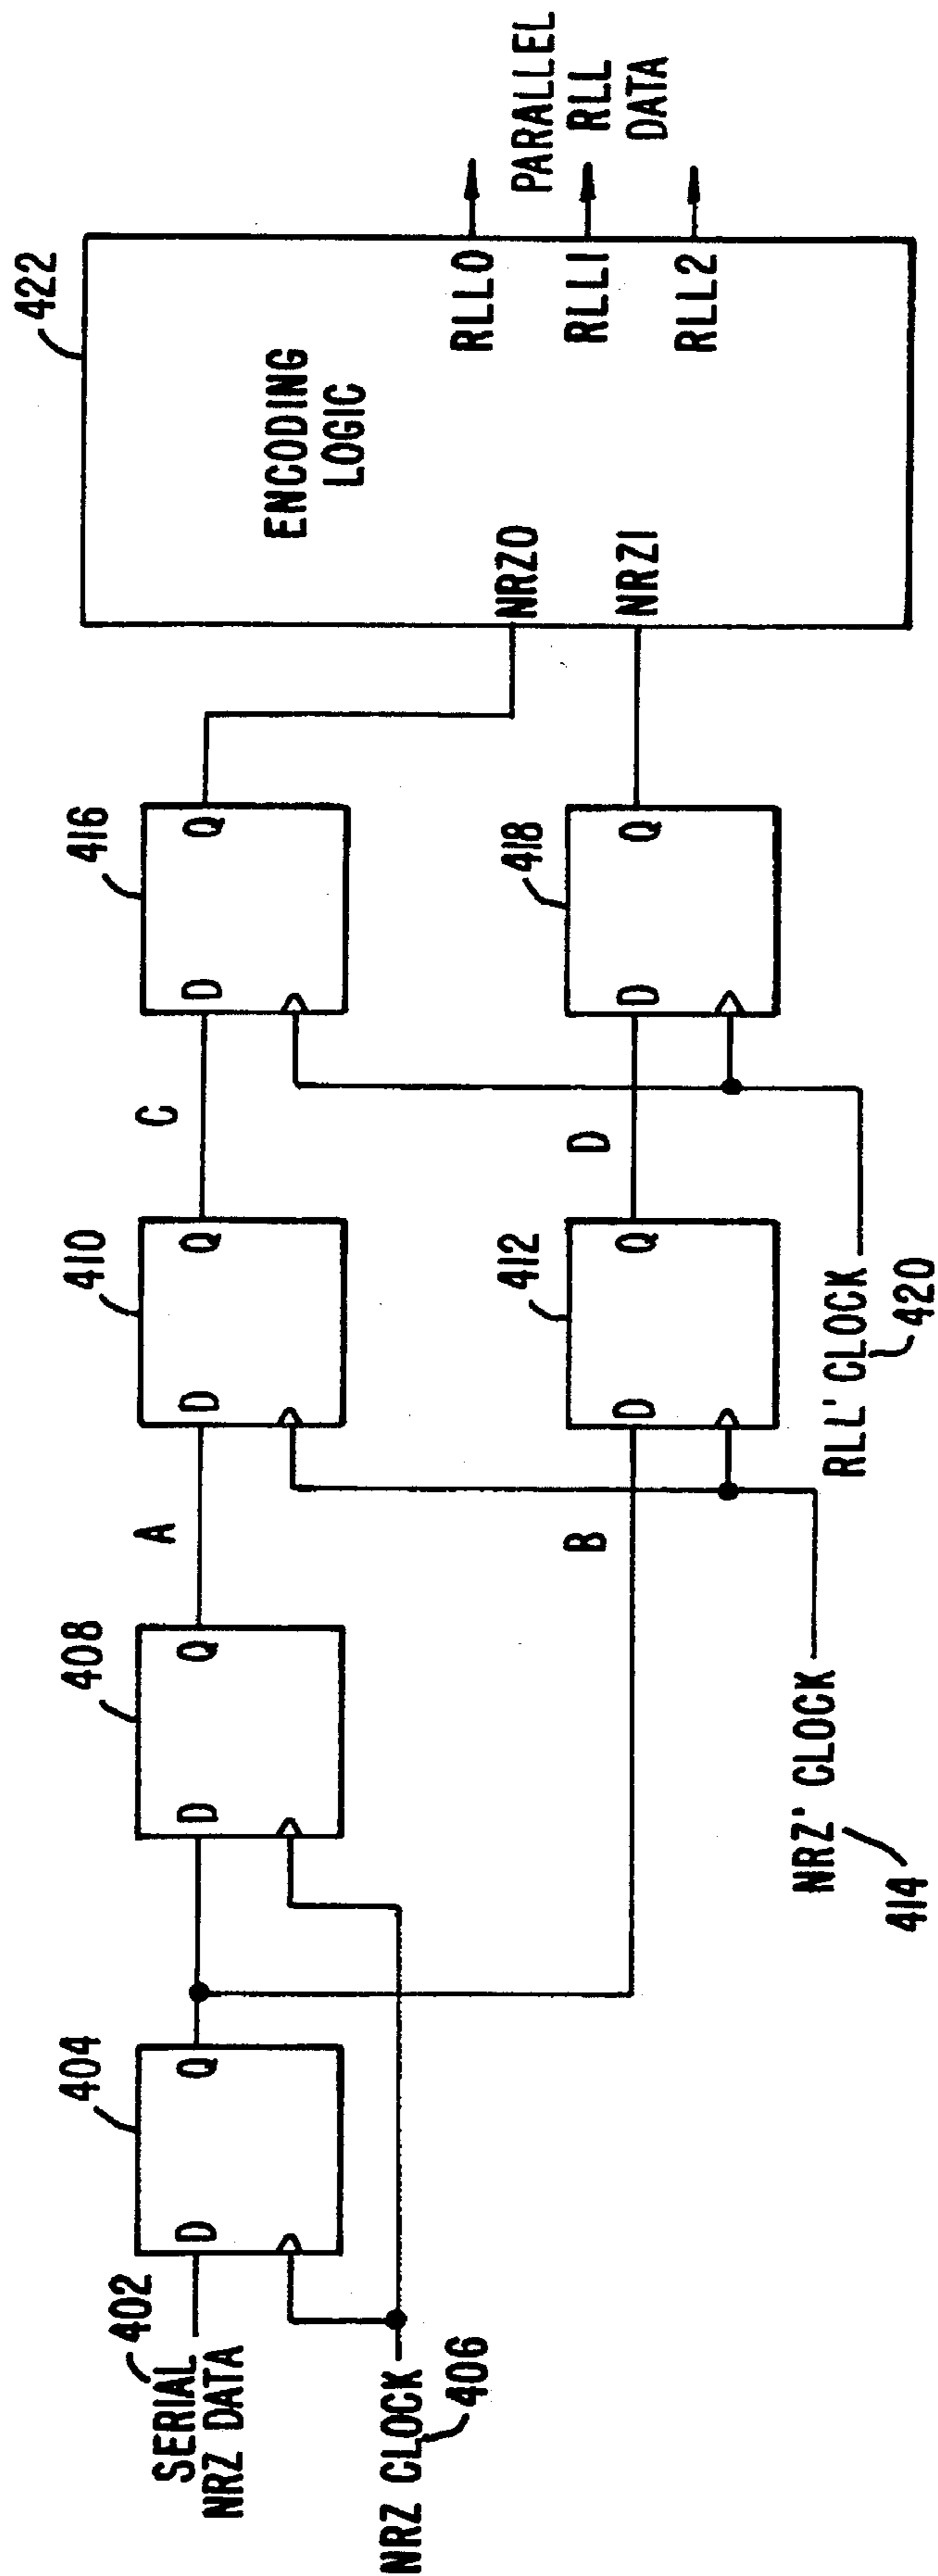 402
SERIAL
NRZ DATA
NRZ CLOCK
406
404
D
Q
408
D
Q
A
B
NRZ' CLOCK
414
410
D
Q
412
D
Q
C
D
RLL' CLOCK
420
416
D
Q
418
D
Q
422
ENCODING
LOGIC
NRZ0
NRZ1
RLL0
RLL1
RLL2
PARALLEL
RLL
DATA